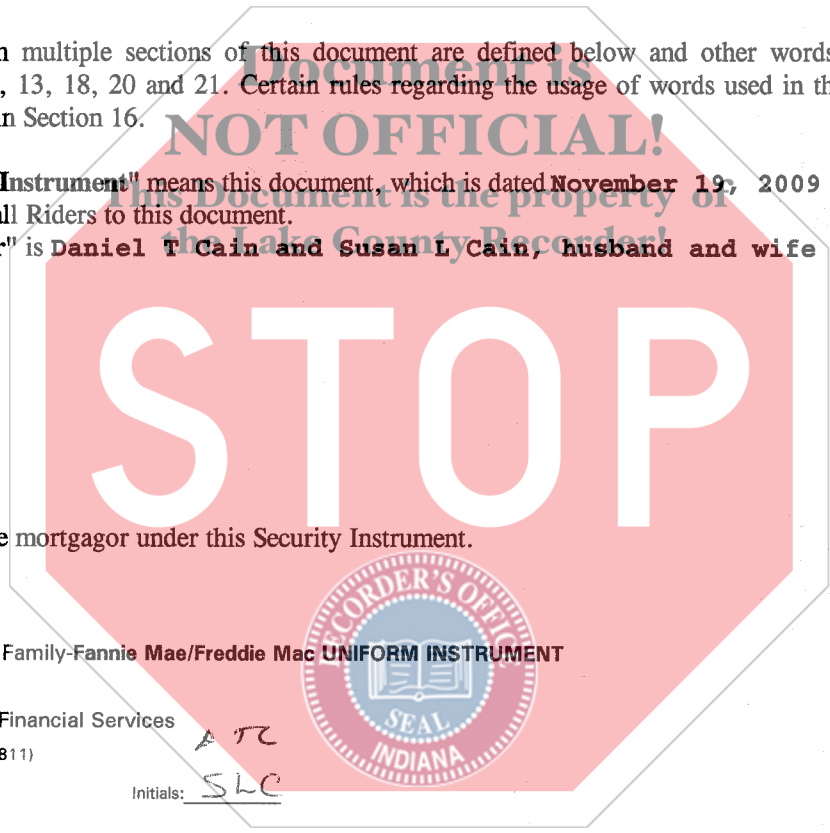 n multiple sections of this document are defined below and other words
, 13, 18, 20 and 21. Certain rules regarding the usage of words used in th
n Section 16.
Document is
NOT OFFICIAL!
This Document is the property of
the Lake County Recorder!
Instrument" means this document, which is dated November 19, 2009
all Riders to this document.
r" is Daniel T Cain and Susan L Cain, husband and wife
STOP
e mortgagor under this Security Instrument.
RECORDER'S OFFICE
SEAL
INDIANA
Family-Fannie Mae/Freddie Mac UNIFORM INSTRUMENT
Financial Services
811)
DTC
Initials: SLC